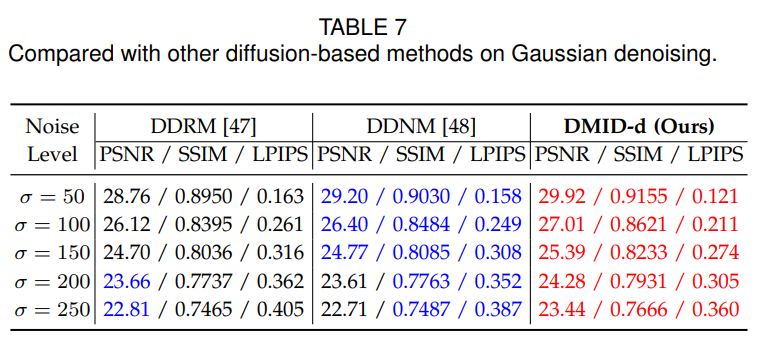 TABLE 7
Compared with other diffusion-based methods on Gaussian denoising.
Noise Level | DDRM [47] | DDNM [48] | DMID-d (Ours)
PSNR / SSIM / LPIPS | PSNR / SSIM / LPIPS | PSNR / SSIM / LPIPS
σ = 50 | 28.76 / 0.8950 / 0.163 | 29.20 / 0.9030 / 0.158 | 29.92 / 0.9155 / 0.121
σ = 100 | 26.12 / 0.8395 / 0.261 | 26.40 / 0.8484 / 0.249 | 27.01 / 0.8621 / 0.211
σ = 150 | 24.70 / 0.8036 / 0.316 | 24.77 / 0.8085 / 0.308 | 25.39 / 0.8233 / 0.274
σ = 200 | 23.66 / 0.7737 / 0.362 | 23.61 / 0.7763 / 0.352 | 24.28 / 0.7931 / 0.305
σ = 250 | 22.81 / 0.7465 / 0.405 | 22.71 / 0.7487 / 0.387 | 23.44 / 0.7666 / 0.360